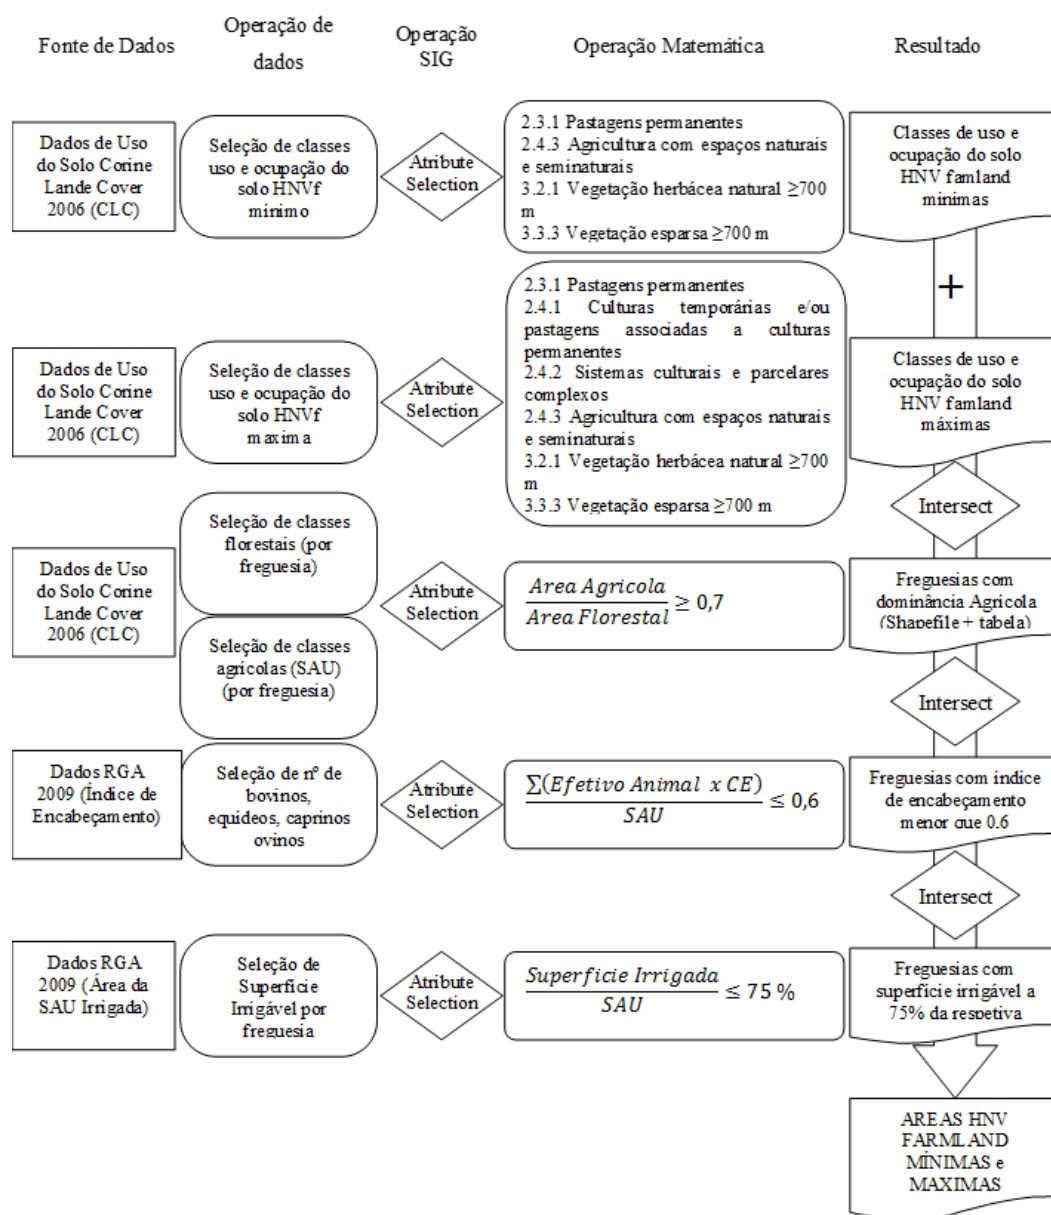 Fonte de Dados
Operação de
dados
Operação
SIG
Operação Matemática
Resultado
Dados de Uso
do Solo Corine
Lande Cover
2006 (CLC)
Seleção de classes
uso e ocupação do
solo HNVf
mínimo
Atribute
Selection
2.3.1 Pastagens permanentes
2.4.3 Agricultura com espaços naturais
e seminaturais
3.2.1 Vegetação herbácea natural ≥700
m
3.3.3 Vegetação esparsa ≥700 m
Classes de uso e
ocupação do solo
HNV famland
minimas
+
Dados de Uso
do Solo Corine
Lande Cover
2006 (CLC)
Seleção de classes
uso e ocupação do
solo HNVf
maxima
Atribute
Selection
2.3.1 Pastagens permanentes
2.4.1 Culturas temporárias e/ou
pastagens associadas a culturas
permanentes
2.4.2 Sistemas culturais e parcelares
complexos
2.4.3 Agricultura com espaços naturais
e seminaturais
3.2.1 Vegetação herbácea natural ≥700
m
3.3.3 Vegetação esparsa ≥700 m
Classes de uso e
ocupação do solo
HNV famland
máximas
Intersect
Dados de Uso
do Solo Corine
Lande Cover
2006 (CLC)
Seleção de classes
florestais (por
freguesia)
Seleção de classes
agrícolas (SAU)
(por freguesia)
Atribute
Selection
Area Agricola
Area Florestal
≥ 0,7
Freguesias com
dominância Agrícola
(Shapefile + tabela)
Intersect
Dados RGA
2009 (Índice de
Encabeçamento)
Seleção de nº de
bovinos,
equídeos, caprinos
ovinos
Atribute
Selection
∑(Efetivo Animal x CE)
SAU
≤ 0,6
Freguesias com índice
de encabeçamento
menor que 0.6
Intersect
Dados RGA
2009 (Área da
SAU Irrigada)
Seleção de
Superfície
Irrigável por
freguesia
Atribute
Selection
Superficie Irrigada
SAU
≤ 75 %
Freguesias com
superfície irrigável a
75% da respetiva
AREAS HNV
FARMLAND
MÍNIMAS e
MAXIMAS